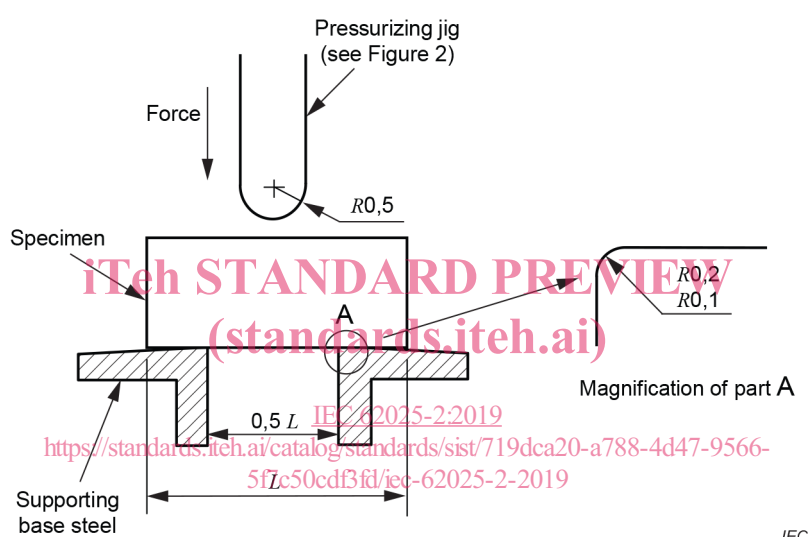 Pressurizing jig
(see Figure 2)
Force
R0,5
Specimen
iTeh STANDARD PREVIEW
R0,2
R0,1
A
(standards.iteh.ai)
Magnification of part A
0,5 L
IEC 62025-2:2019
https://standards.iteh.ai/catalog/standards/sist/719dca20-a788-4d47-9566-
5f7c50cdf3fd/iec-62025-2-2019
L
Supporting
base steel
IEC